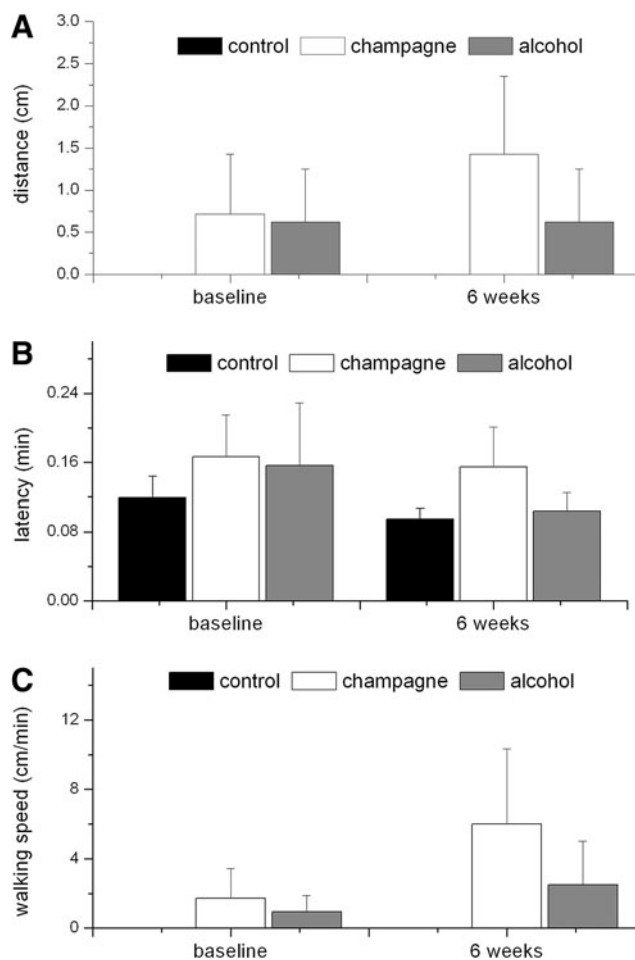 A
3.0
control champagne alcohol
2.5
2.0
1.5
1.0
0.5
0.0
distance (cm)
baseline 6 weeks
B
control champagne alcohol
0.24
0.16
0.08
0.00
latency (min)
baseline 6 weeks
C
control champagne alcohol
12
8
4
0
walking speed (cm/min)
baseline 6 weeks